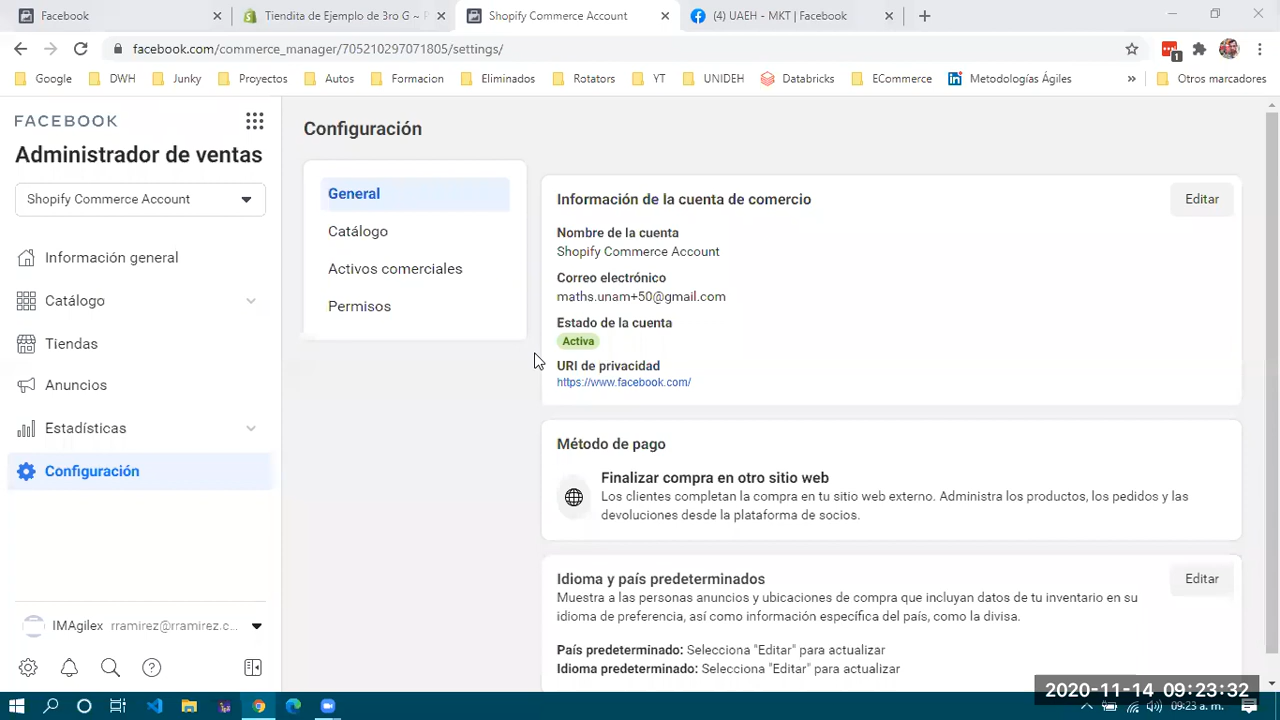 Facebook
Tiendita de Ejemplo de 3ro G ~ P
Shopify Commerce Account
(4) UAEH - MKT | Facebook
facebook.com/commerce_manager/705210297071805/settings/
1
Google
DWH
Junky
Proyectos
Autos
Formacion
Eliminados
Rotators
YT
UNIDEH
Databricks
ECommerce
Metodologías Ágiles
»
Otros marcadores
FACEBOOK
Administrador de ventas
Shopify Commerce Account
Información general
Catálogo
Tiendas
Anuncios
Estadísticas
Configuración
IMAgilex rramirez@rramirez.c...
Configuración
General
Catálogo
Activos comerciales
Permisos
Información de la cuenta de comercio
Editar
Nombre de la cuenta
Shopify Commerce Account
Correo electrónico
maths.unam+50@gmail.com
Estado de la cuenta
Activa
URI de privacidad
https://www.facebook.com/
Método de pago
Finalizar compra en otro sitio web
Los clientes completan la compra en tu sitio web externo. Administra los productos, los pedidos y las
devoluciones desde la plataforma de socios.
Idioma y país predeterminados
Editar
Muestra a las personas anuncios y ubicaciones de compra que incluyan datos de tu inventario en su
idioma de preferencia, así como información específica del país, como la divisa.
País predeterminado: Selecciona "Editar" para actualizar
Idioma predeterminado: Selecciona "Editar" para actualizar
2020-11-14 09:23:32
09:23 a. m.